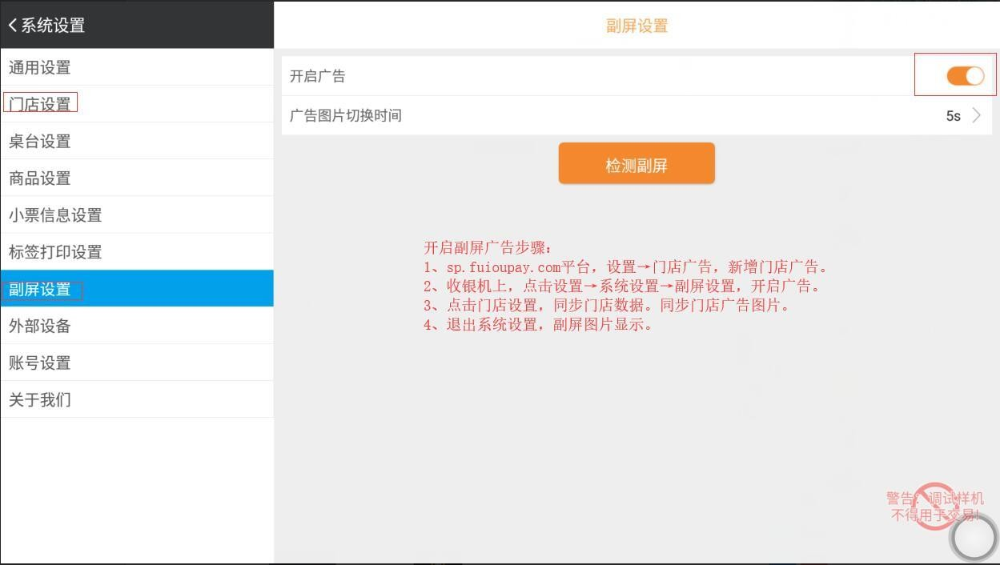 系统设置
副屏设置
通用设置
门店设置
桌台设置
商品设置
小票信息设置
标签打印设置
副屏设置
外部设备
账号设置
关于我们
开启广告
广告图片切换时间
5s
检测副屏
开启副屏广告步骤:
1、sp.fuioupay.com平台，设置→门店广告，新增门店广告。
2、收银机上，点击设置→系统设置→副屏设置，开启广告。
3、点击门店设置，同步门店数据。同步门店广告图片。
4、退出系统设置，副屏图片显示。
警告：调试样机
不得用于交易!